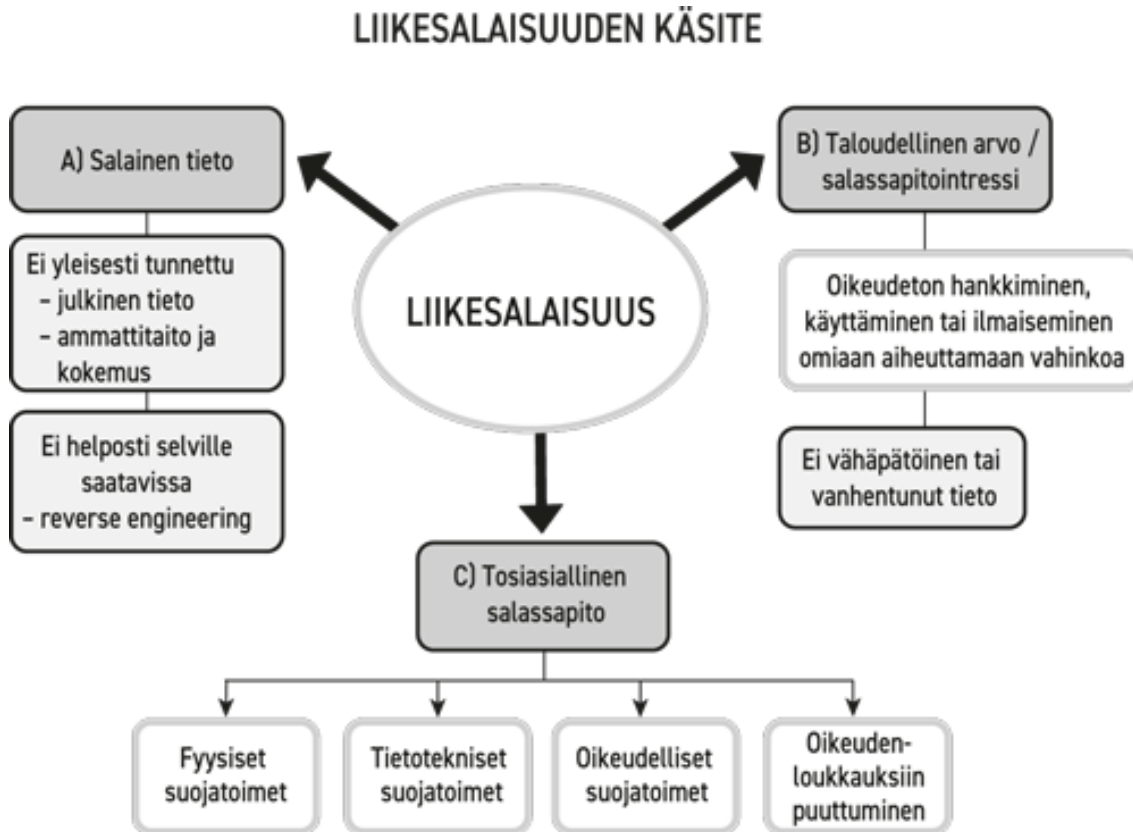 LIIKESALAISUUDEN KÄSITE
A) Salainen tieto
Ei yleisesti tunnettu
– julkinen tieto
– ammattitaito ja
kokemus
Ei helposti selville
saatavissa
– reverse engineering
LIIKESALAISUUS
B) Taloudellinen arvo /
salassapitointressi
Oikeudeton hankkiminen,
käyttäminen tai ilmaiseminen
omiaan aiheuttamaan vahinkoa
Ei vähäpätöinen tai
vanhentunut tieto
C) Tosiasiallinen
salassapito
Fyysiset
suojatoimet
Tietotekniset
suojatoimet
Oikeudelliset
suojatoimet
Oikeuden-
loukkauksiin
puuttuminen